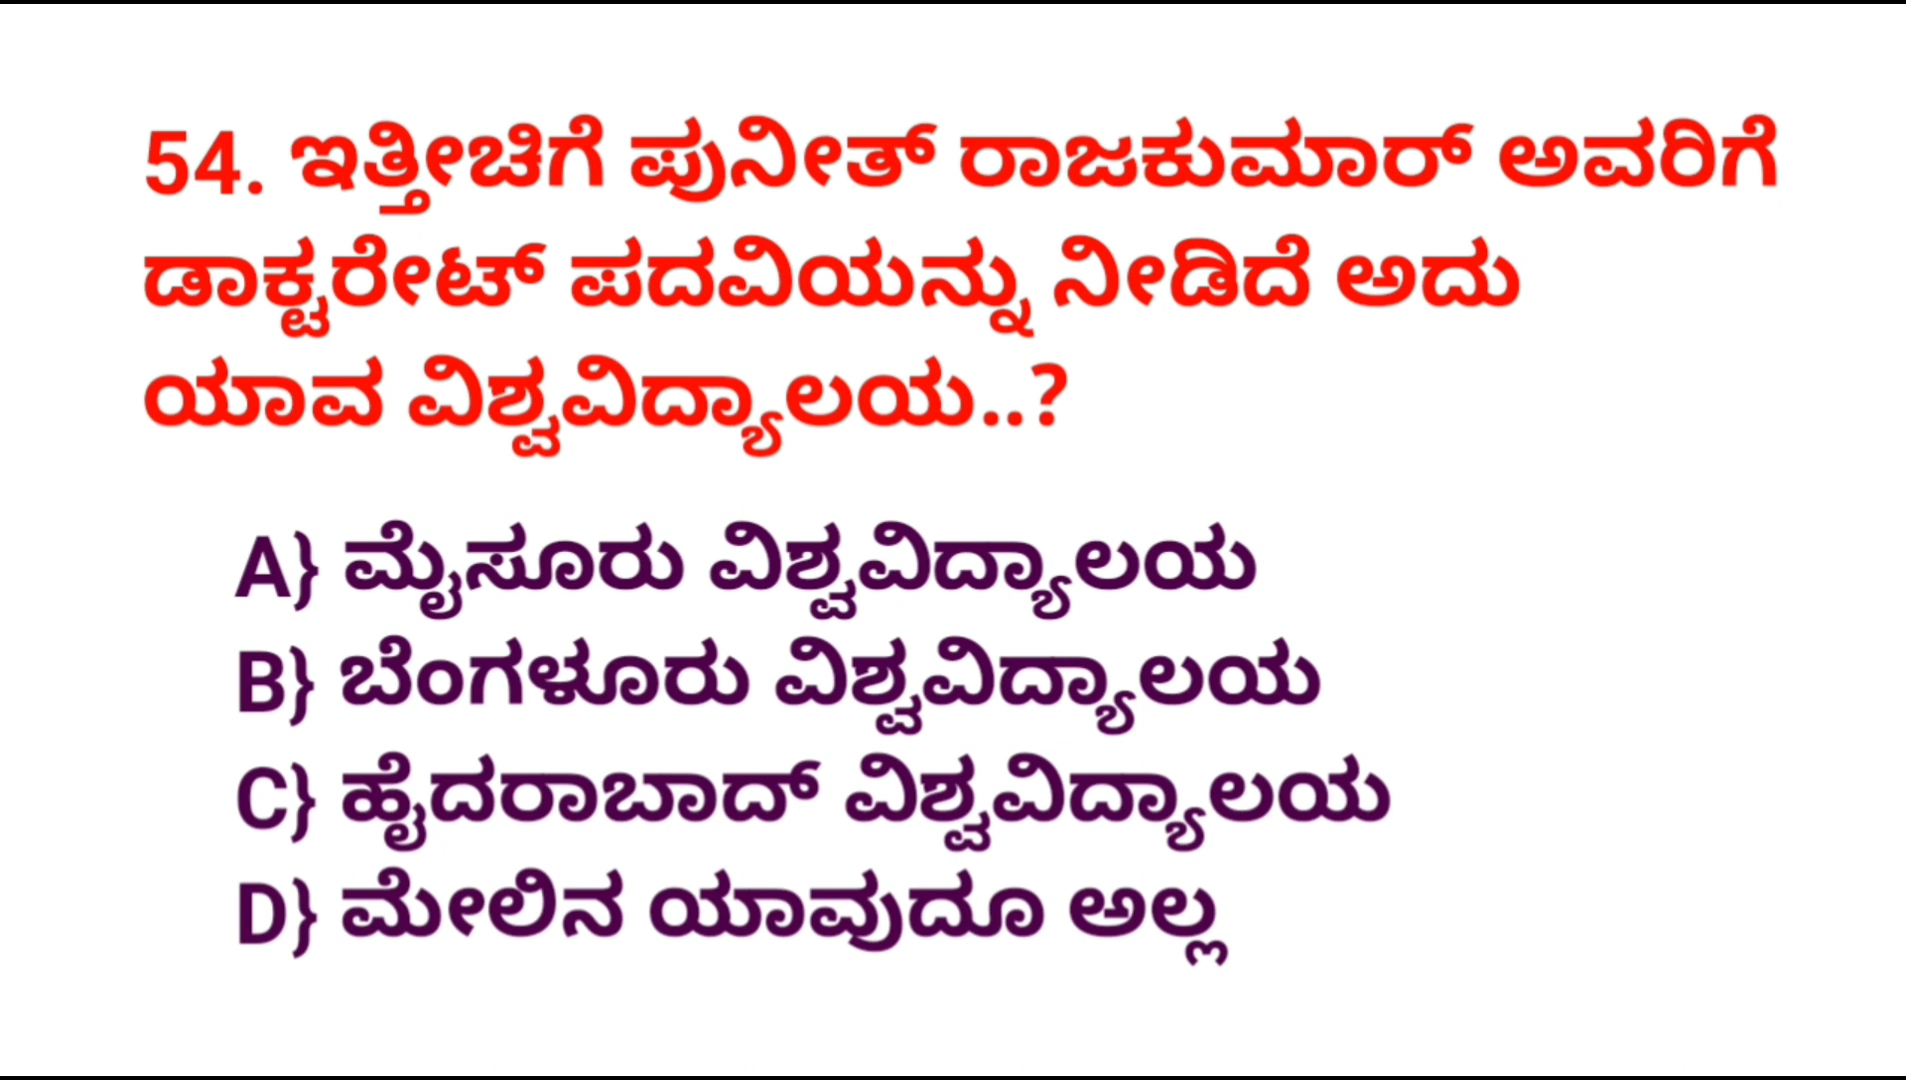 54. ಇತ್ತೀಚಿಗೆ ಪುನೀತ್ ರಾಜಕುಮಾರ್ ಅವರಿಗೆ
ಡಾಕ್ಟರೇಟ್ ಪದವಿಯನ್ನು ನೀಡಿದೆ ಅದು
ಯಾವ ವಿಶ್ವವಿದ್ಯಾಲಯ..?
A} ಮೈಸೂರು ವಿಶ್ವವಿದ್ಯಾಲಯ
B} ಬೆಂಗಳೂರು ವಿಶ್ವವಿದ್ಯಾಲಯ
C} ಹೈದರಾಬಾದ್ ವಿಶ್ವವಿದ್ಯಾಲಯ
D} ಮೇಲಿನ ಯಾವುದೂ ಅಲ್ಲ